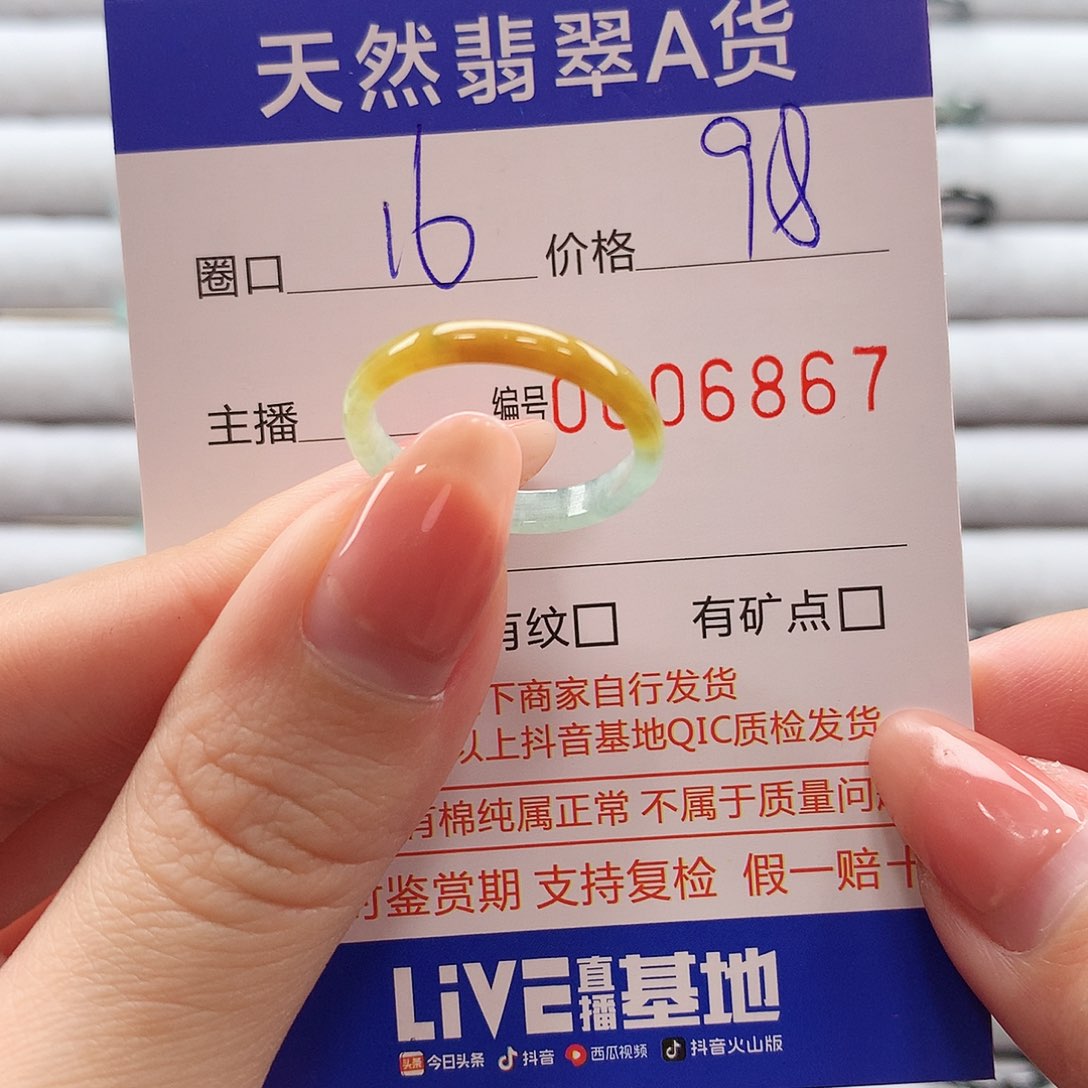 天然翡翠A货
圈口 16 价格 98
主播 编号 0006867
有纹□ 有矿点□
下商家自行发货
以上抖音基地QIC质检发货
有棉纯属正常 不属于质量问
鉴赏期 支持复检 假一赔十
LiVE直播基地
头条 今日头条 抖音 西瓜视频 抖音火山版